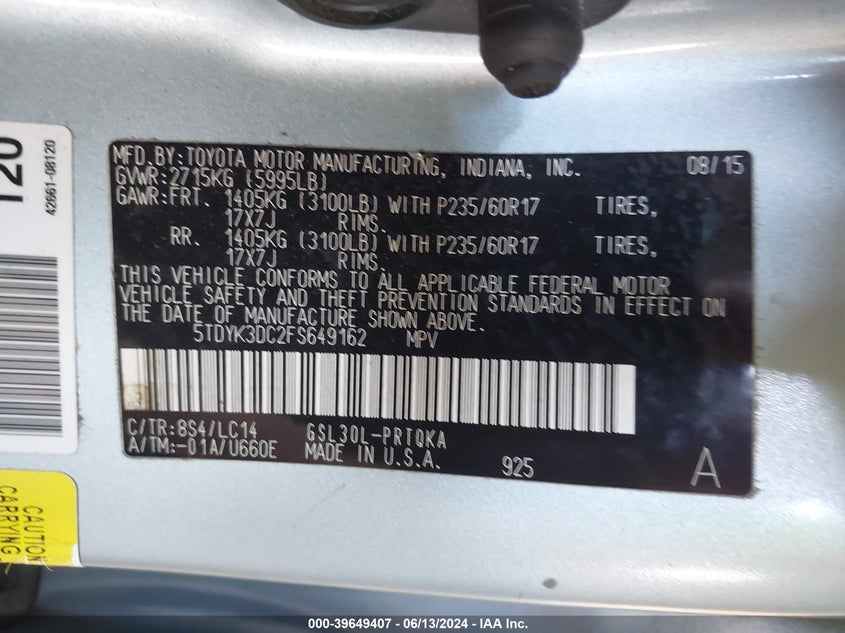 MFD.BY:TOYOTA MOTOR MANUFACTURING, INDIANA, INC. 08/15
GVWR:2715KG (5995LB)
GAWR:FRT. 1405KG (3100LB) WITH P235/60R17 TIRES,
17X7J RIMS.
RR. 1405KG (3100LB) WITH P235/60R17 TIRES,
17X7J RIMS.
THIS VEHICLE CONFORMS TO ALL APPLICABLE FEDERAL MOTOR
VEHICLE SAFETY AND THEFT PREVENTION STANDARDS IN EFFECT ON
THE DATE OF MANUFACTURE SHOWN ABOVE.
5TDYK3DC2FS649162 MPV
C/TR:8S4/LC14 GSL30L-PRTQKA
A/TM:-01A/U660E MADE IN U.S.A. 925 A
120
42661-08120
CAUTION
CARRYING
000-39649407 - 06/13/2024 - IAA Inc.